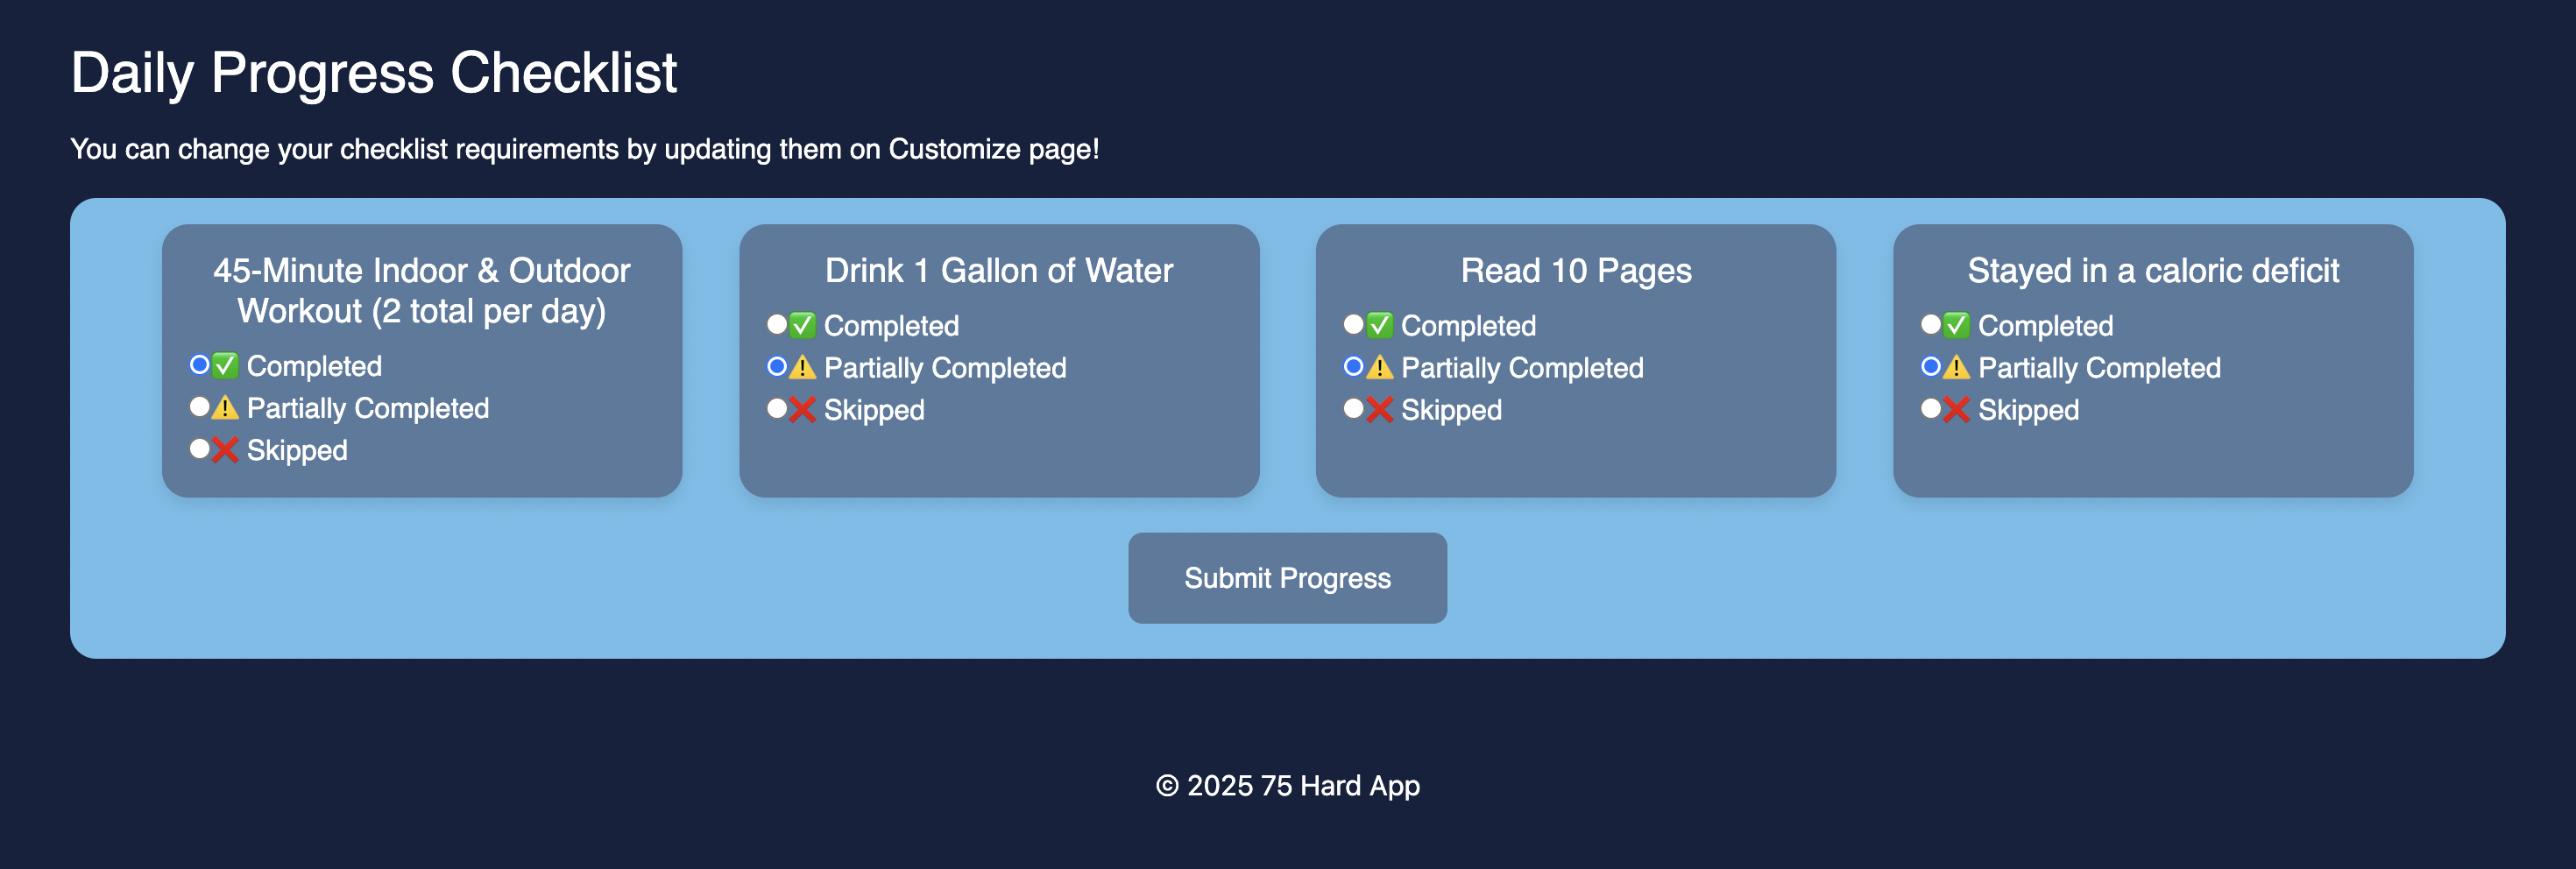 Daily Progress Checklist
You can change your checklist requirements by updating them on Customize page!
45-Minute Indoor & Outdoor
Workout (2 total per day)
✅ Completed
⚠️ Partially Completed
❌ Skipped
Drink 1 Gallon of Water
✅ Completed
⚠️ Partially Completed
❌ Skipped
Read 10 Pages
✅ Completed
⚠️ Partially Completed
❌ Skipped
Stayed in a caloric deficit
✅ Completed
⚠️ Partially Completed
❌ Skipped
Submit Progress
© 2025 75 Hard App